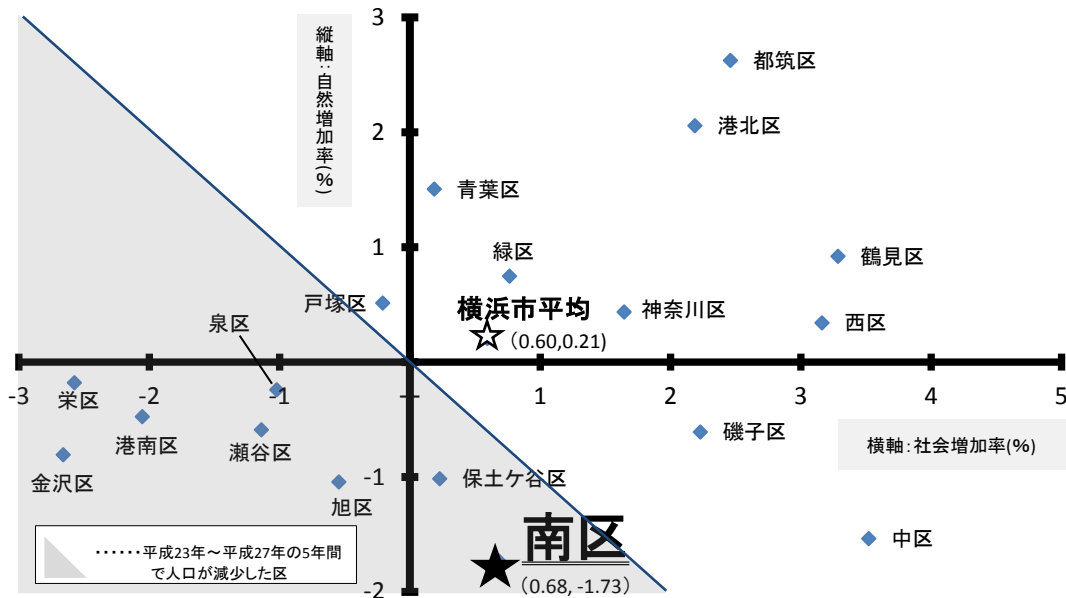 3
縦軸：自然増加率(%)
都筑区
2
港北区
青葉区
1
緑区
鶴見区
戸塚区
横浜市平均
神奈川区
西区
泉区
（0.60,0.21)
-3
-2
-1
1
2
3
4
5
栄区
港南区
瀬谷区
磯子区
横軸：社会増加率(%)
金沢区
旭区
-1
保土ケ谷区
南区
中区
……平成23年～平成27年の5年間
で人口が減少した区
（0.68, -1.73）
-2